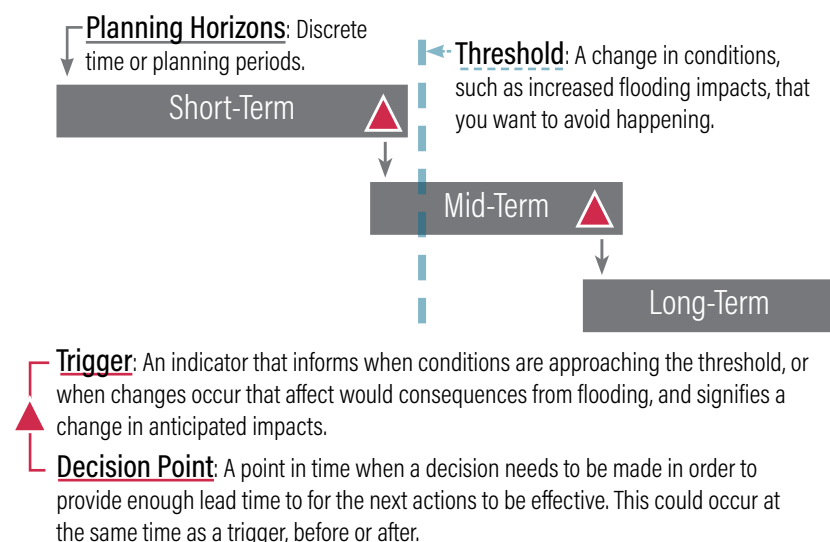 Planning Horizons: Discrete
time or planning periods.
Threshold: A change in conditions,
such as increased flooding impacts, that
you want to avoid happening.
Short-Term
Mid-Term
Long-Term
Trigger: An indicator that informs when conditions are approaching the threshold, or
when changes occur that affect would consequences from flooding, and signifies a
change in anticipated impacts.
Decision Point: A point in time when a decision needs to be made in order to
provide enough lead time to for the next actions to be effective. This could occur at
the same time as a trigger, before or after.